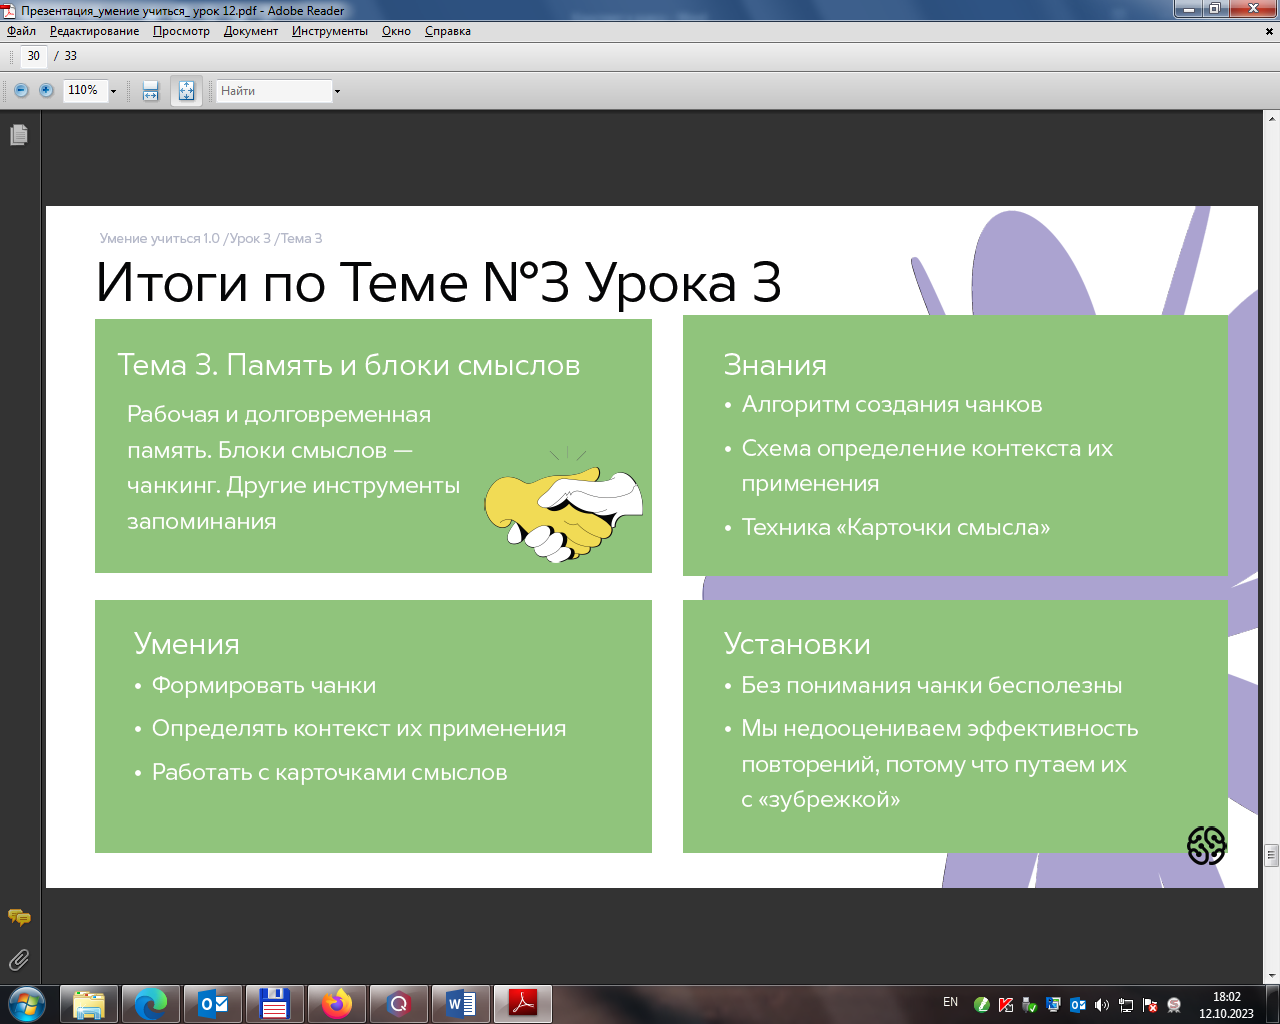 Презентация_умение учиться_ урок 12.pdf - Adobe Reader
Файл Редактирование Просмотр Документ Инструменты Окно Справка
30 / 33
110% Найти
Умение учиться 1.0 /Урок 3 /Тема 3
Итоги по Теме №3 Урока 3
Тема 3. Память и блоки смыслов
Рабочая и долговременная
память. Блоки смыслов —
чанкинг. Другие инструменты
запоминания
Знания
• Алгоритм создания чанков
• Схема определение контекста их
применения
• Техника «Карточки смысла»
Умения
• Формировать чанки
• Определять контекст их применения
• Работать с карточками смыслов
Установки
• Без понимания чанки бесполезны
• Мы недооцениваем эффективность
повторений, потому что путаем их
с «зубрежкой»
EN
18:02
12.10.2023